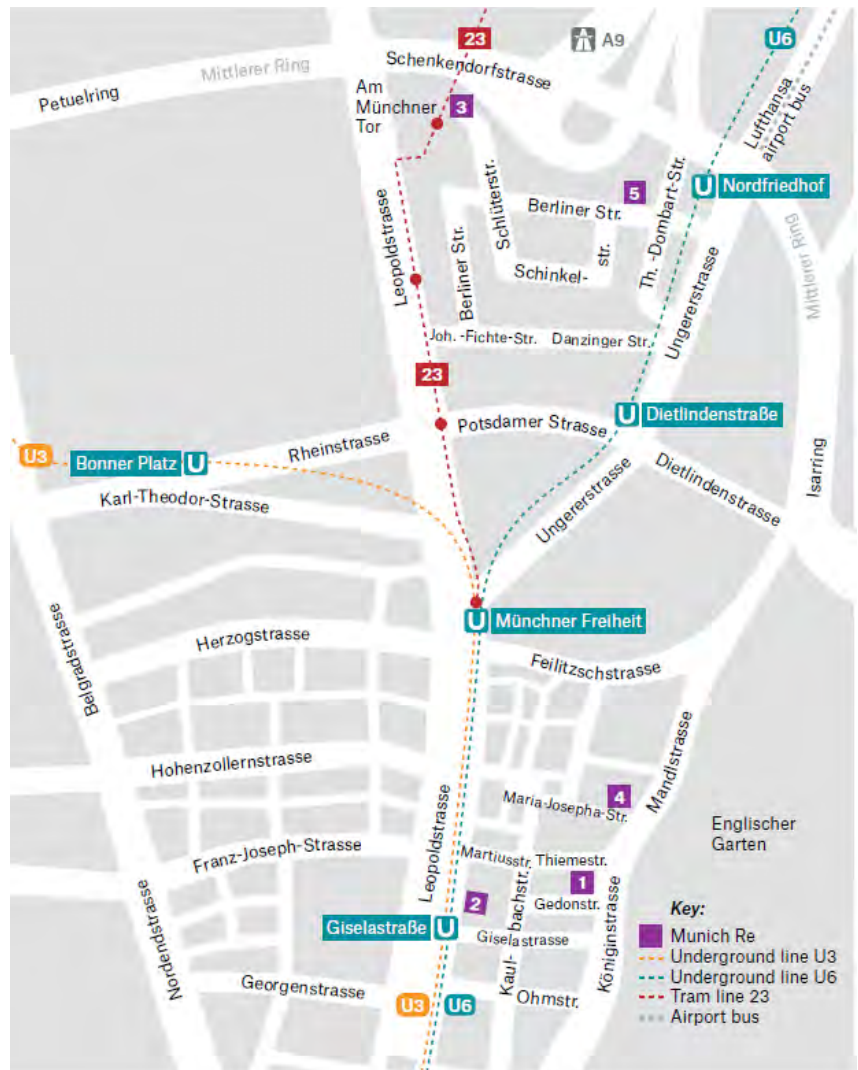 23
A9
U6
Mittlerer Ring
Schenkendorfstrasse
Petuelring
Am
Münchner
Tor
3
Lufthansa
airport bus
U Nordfriedhof
5
Berliner Str.
Schlüterstr.
Th. -Dombart-Str.
Leopoldstrasse
Berliner Str.
Schinkel-
str.
Ungererstrasse
Mittlerer Ring
Joh. -Fichte-Str.
Danzinger Str.
23
U Dietlindenstraße
Potsdamer Strasse
Rheinstrasse
U3
Bonner Platz U
Karl-Theodor-Strasse
Dietlindenstrasse
Isarring
Ungererstrasse
U Münchner Freiheit
Herzogstrasse
Feilitzschstrasse
Belgradstrasse
Hohenzollernstrasse
Mandlstrasse
4
Maria-Josepha-Str.
Leopoldstrasse
Englischer
Garten
Franz-Joseph-Strasse
Martiusstr.
Thiemestr.
1
Gedonstr.
2
Kaul-
bachstr.
Giselastraße U
Giselastrasse
Königinstrasse
Nordendstrasse
Georgenstrasse
U3
U6
Ohmstr.
Key:
Munich Re
Underground line U3
Underground line U6
Tram line 23
Airport bus